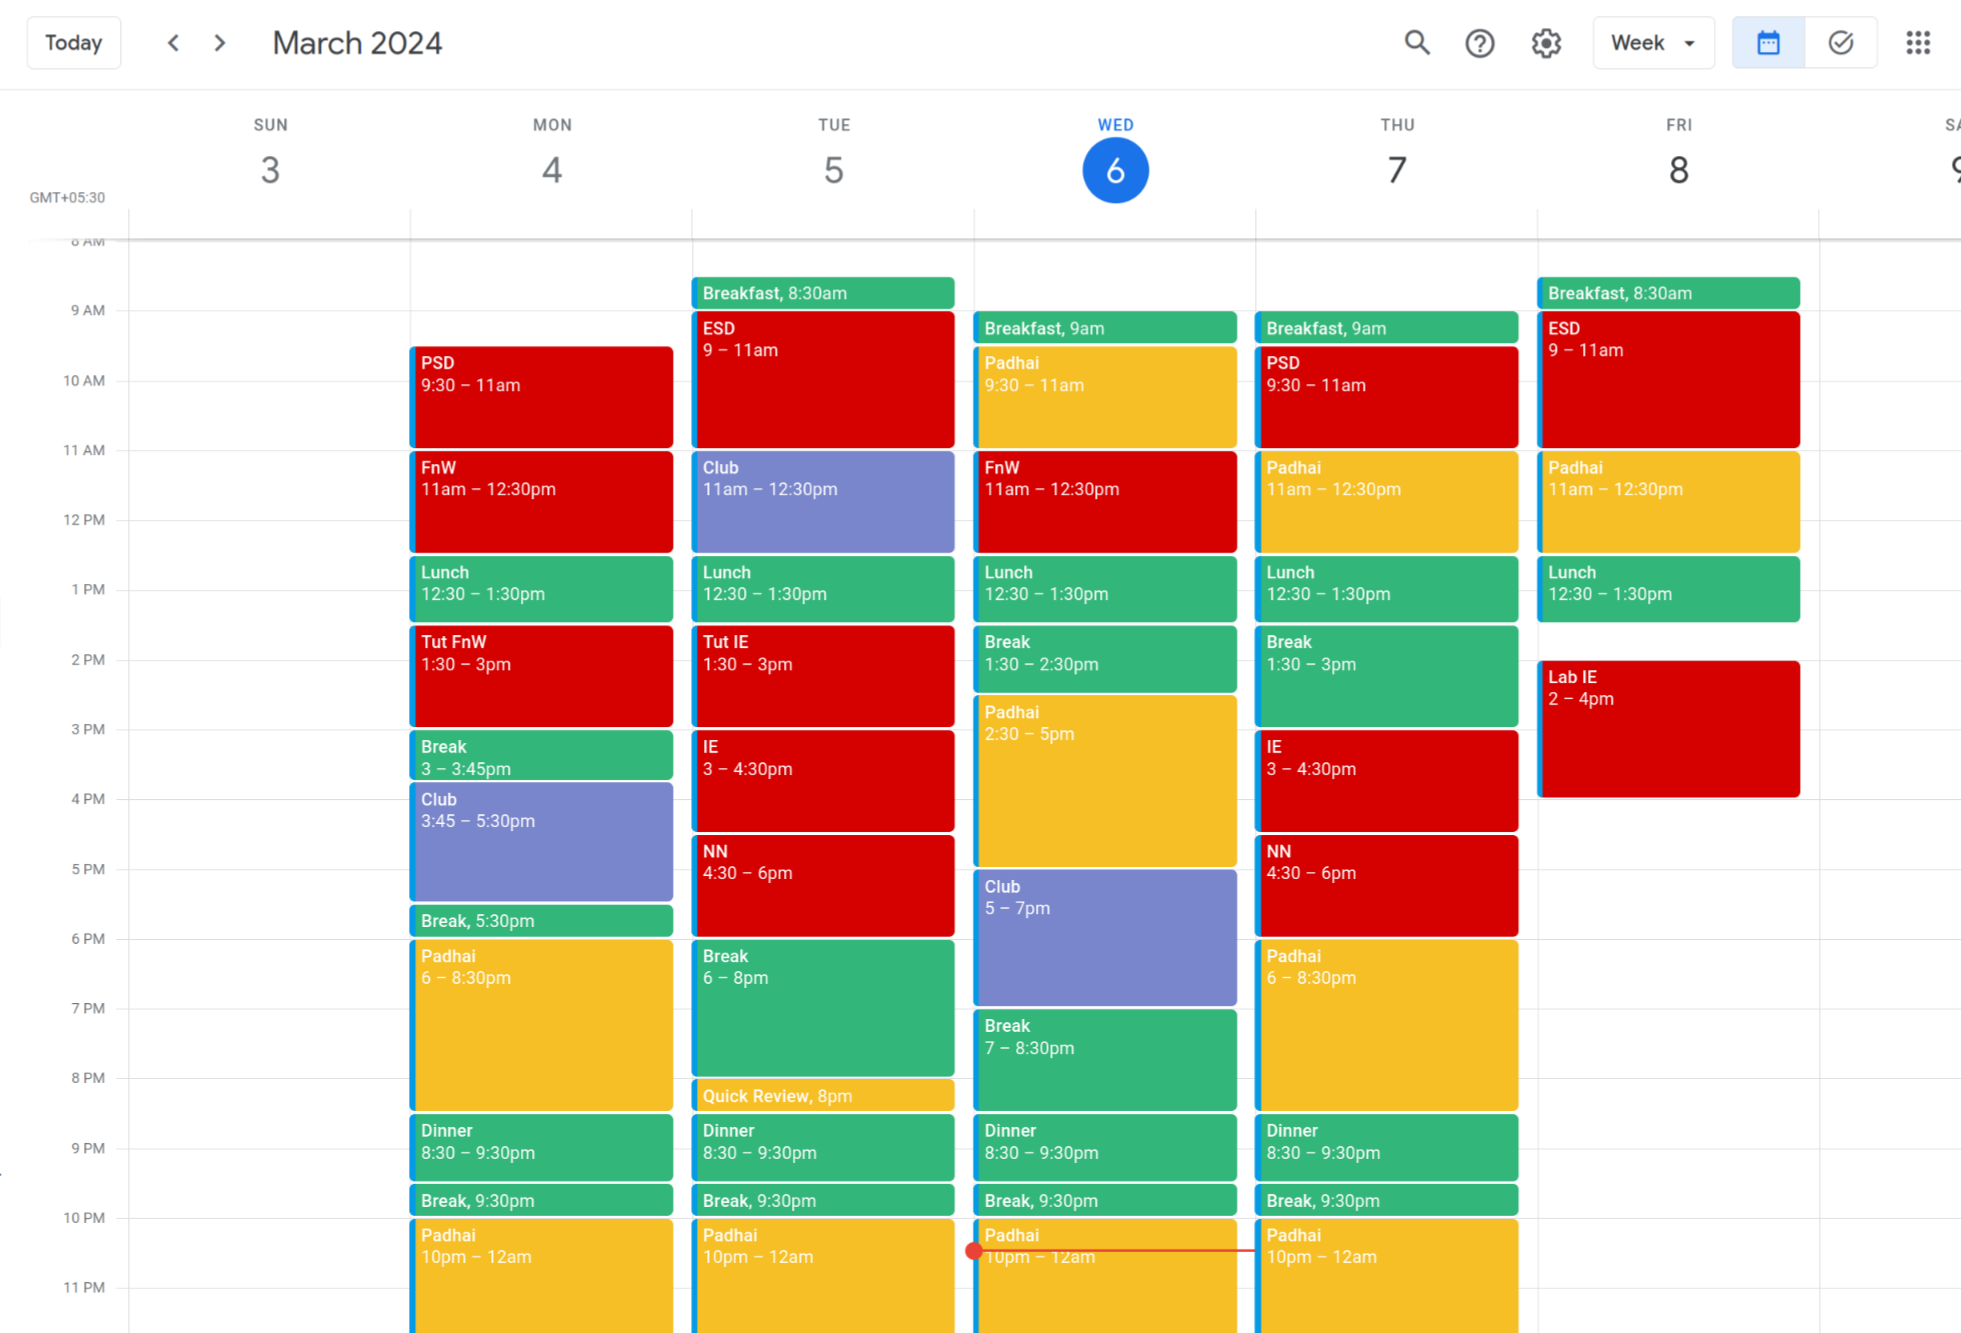 Today
March 2024
Week
SUN
MON
TUE
WED
THU
FRI
3
4
5
6
7
8
GMT+05:30
8 AM
9 AM
10 AM
11 AM
12 PM
1 PM
2 PM
3 PM
4 PM
5 PM
6 PM
7 PM
8 PM
9 PM
10 PM
11 PM
PSD
9:30 – 11am
FnW
11am – 12:30pm
Lunch
12:30 – 1:30pm
Tut FnW
1:30 – 3pm
Break
3 – 3:45pm
Club
3:45 – 5:30pm
Break, 5:30pm
Padhai
6 – 8:30pm
Dinner
8:30 – 9:30pm
Break, 9:30pm
Padhai
10pm – 12am
Breakfast, 8:30am
ESD
9 – 11am
Club
11am – 12:30pm
Lunch
12:30 – 1:30pm
Tut IE
1:30 – 3pm
IE
3 – 4:30pm
NN
4:30 – 6pm
Break
6 – 8pm
Quick Review, 8pm
Dinner
8:30 – 9:30pm
Break, 9:30pm
Padhai
10pm – 12am
Breakfast, 9am
Padhai
9:30 – 11am
FnW
11am – 12:30pm
Lunch
12:30 – 1:30pm
Break
1:30 – 2:30pm
Padhai
2:30 – 5pm
Club
5 – 7pm
Break
7 – 8:30pm
Dinner
8:30 – 9:30pm
Break, 9:30pm
Padhai
10pm – 12am
Breakfast, 9am
PSD
9:30 – 11am
Padhai
11am – 12:30pm
Lunch
12:30 – 1:30pm
Break
1:30 – 3pm
IE
3 – 4:30pm
NN
4:30 – 6pm
Padhai
6 – 8:30pm
Dinner
8:30 – 9:30pm
Break, 9:30pm
Padhai
10pm – 12am
Breakfast, 8:30am
ESD
9 – 11am
Padhai
11am – 12:30pm
Lunch
12:30 – 1:30pm
Lab IE
2 – 4pm